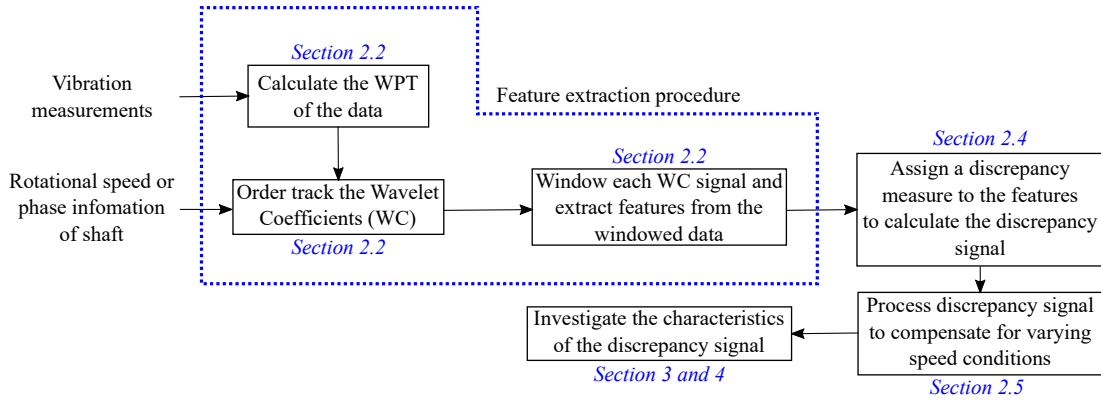 Section 2.2
Vibration
measurements
Calculate the WPT
of the data
Feature extraction procedure
Rotational speed or
phase infomation
of shaft
Order track the Wavelet
Coefficients (WC)
Section 2.2
Section 2.2
Window each WC signal and
extract features from the
windowed data
Section 2.4
Assign a discrepancy
measure to the features
to calculate the discrepancy
signal
Process discrepancy signal
to compensate for varying
speed conditions
Section 2.5
Investigate the characteristics
of the discrepancy signal
Section 3 and 4